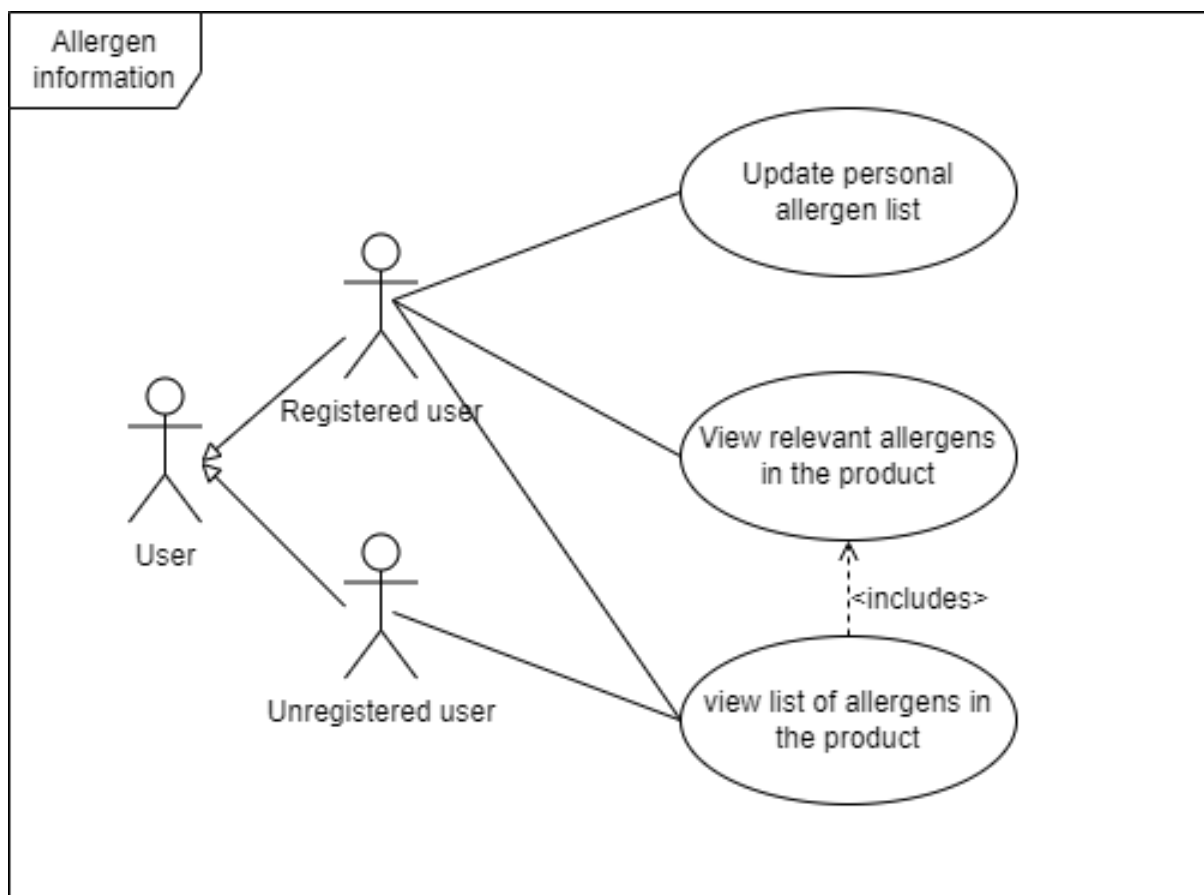 Allergen
information
Update personal
allergen list
Registered user
View relevant allergens
in the product
User
<includes>
Unregistered user
view list of allergens in
the product